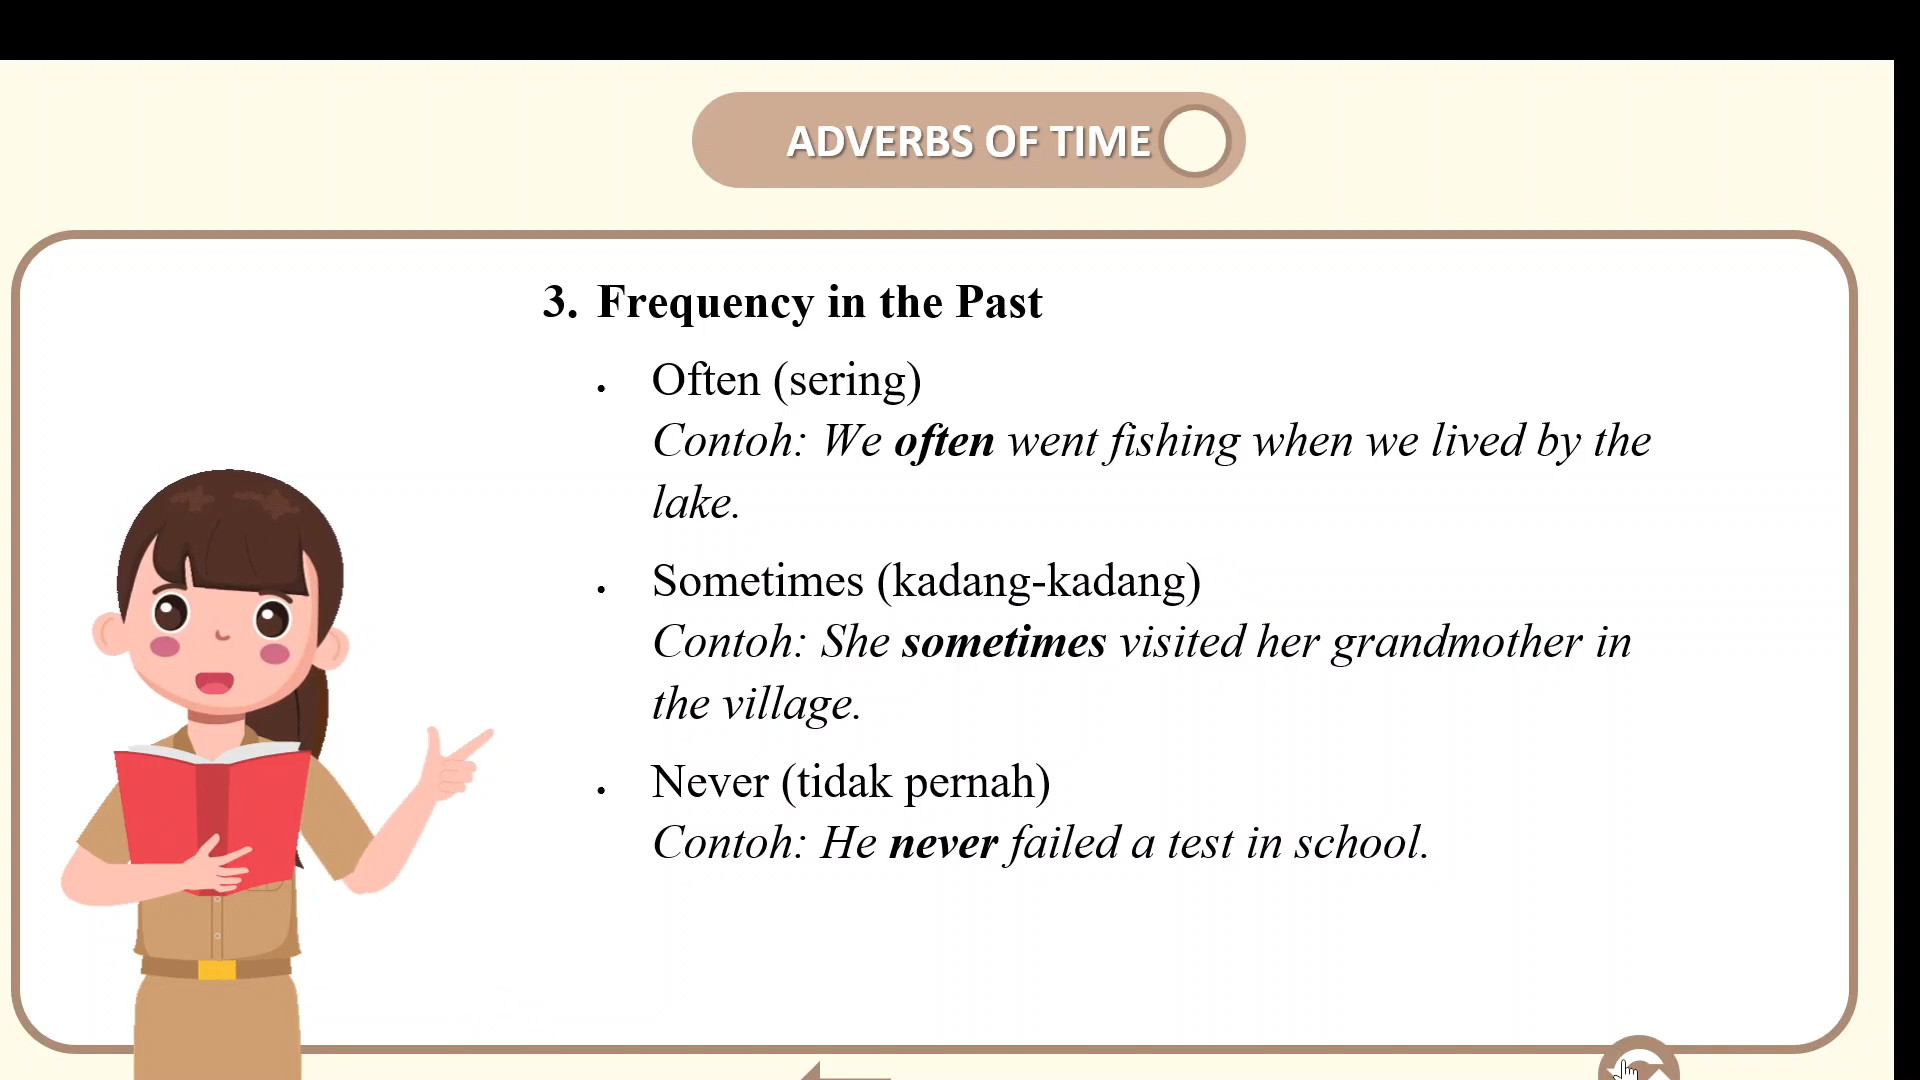 ADVERBS OF TIME
3. Frequency in the Past
• Often (sering)
Contoh: We often went fishing when we lived by the
lake.
• Sometimes (kadang-kadang)
Contoh: She sometimes visited her grandmother in
the village.
• Never (tidak pernah)
Contoh: He never failed a test in school.